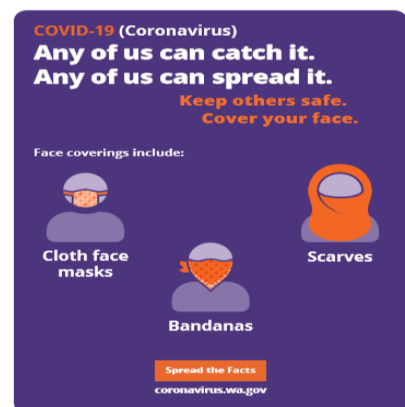 COVID-19 (Coronavirus)
Any of us can catch it.
Any of us can spread it.
Keep others safe.
Cover your face.
Face coverings include:
Cloth face
masks
Bandanas
Scarves
Spread the Facts
coronavirus.wa.gov